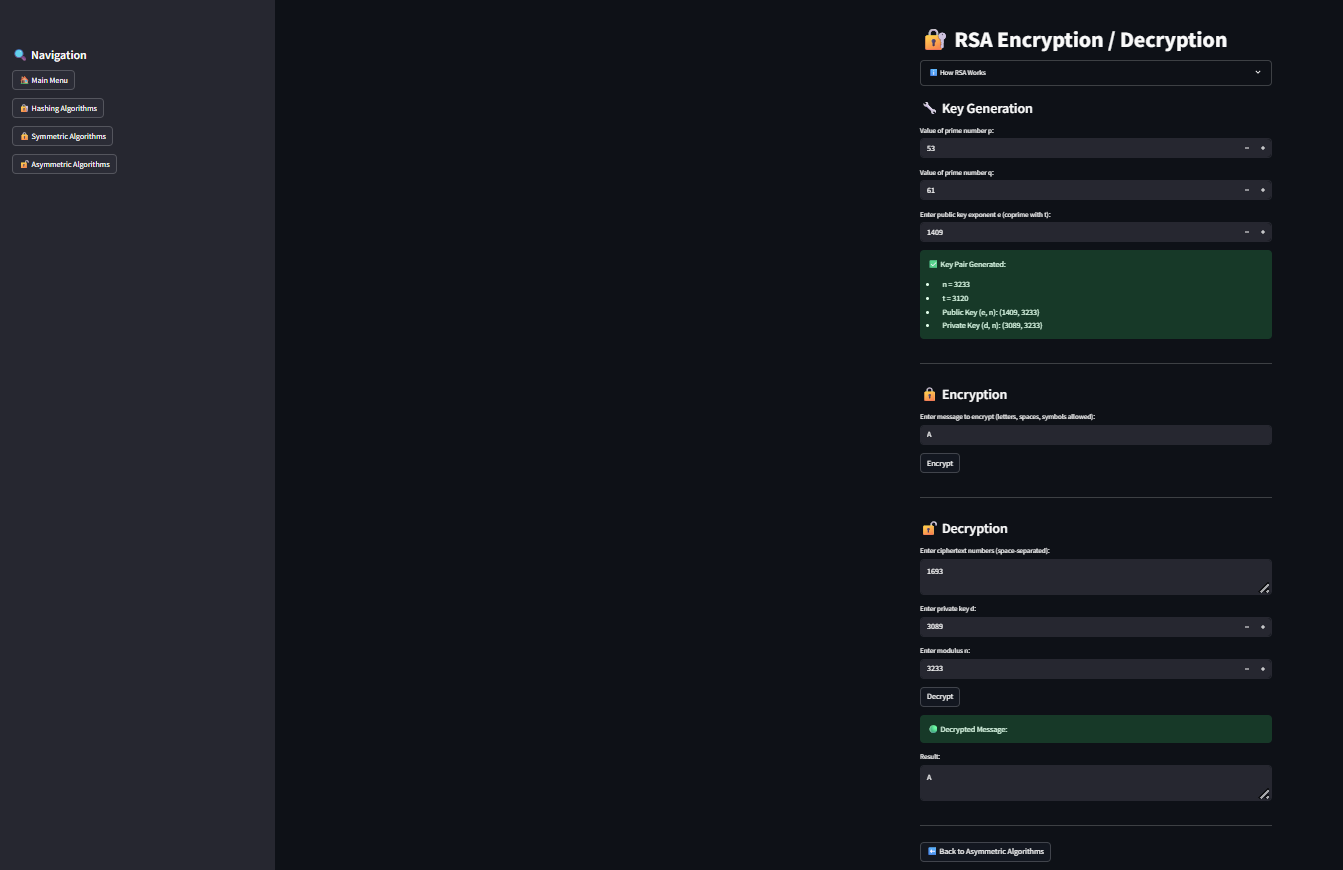 Navigation
Main Menu
Hashing Algorithms
Symmetric Algorithms
Asymmetric Algorithms
RSA Encryption / Decryption
How RSA Works
Key Generation
Value of prime number p:
53
Value of prime number q:
61
Enter public key exponent e (coprime with t):
1409
Key Pair Generated:
n = 3233
t = 3120
Public Key (e, n): (1409, 3233)
Private Key (d, n): (3089, 3233)
Encryption
Enter message to encrypt (letters, spaces, symbols allowed):
A
Encrypt
Decryption
Enter ciphertext numbers (space-separated):
1693
Enter private key d:
3089
Enter modulus n:
3233
Decrypt
Decrypted Message:
Result:
A
Back to Asymmetric Algorithms